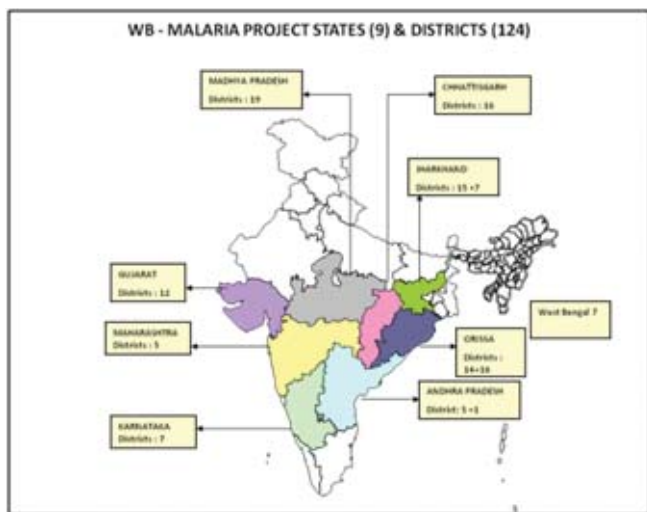 WB - MALARIA PROJECT STATES (9) & DISTRICTS (124)
MADHYA PRADESH
Districts : 19
CHHATTISGARH
Districts : 16
JHARKHAND
Districts : 15 +7
GUJARAT
Districts : 12
West Bengal 7
MAHARASHTRA
Districts : 5
ORISSA
Districts :
14+16
ANDHRA PRADESH
District: 5 +1
KARNATAKA
Districts : 7